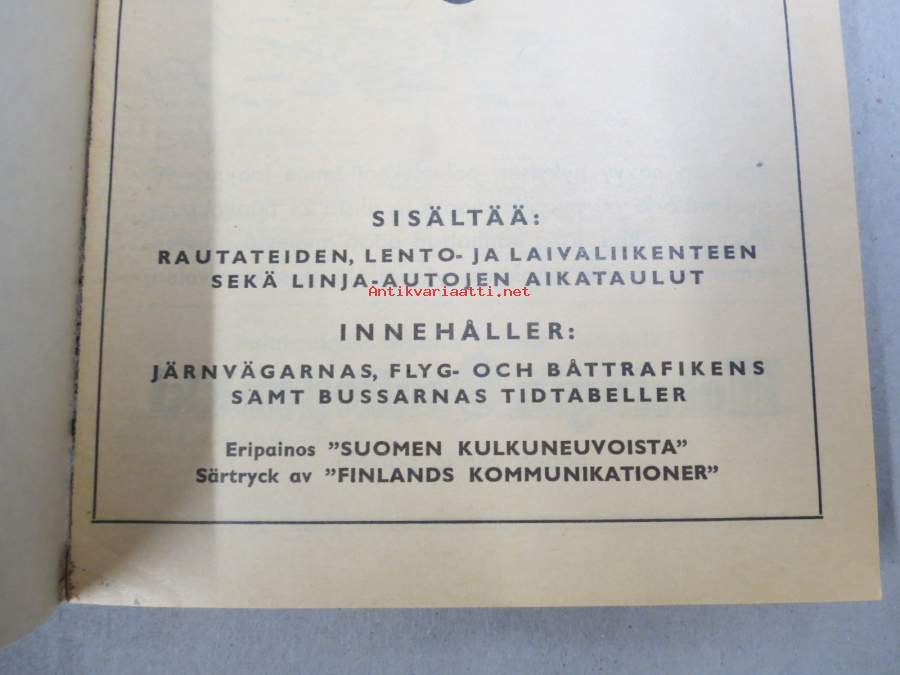 SISÄLTÄÄ:
RAUTATEIDEN, LENTO- JA LAIVALIIKENTEEN
SEKÄ LINJA-AUTOJEN AIKATAULUT
Antikvariaatti.net
INNEHÅLLER:
JÄRNVÄGARNAS, FLYG- OCH BÅTTRAFIKENS
SAMT BUSSARNAS TIDTABELLER
Eripainos ”SUOMEN KULKUNEUVOISTA”
Särtryck av ”FINLANDS KOMMUNIKATIONER”